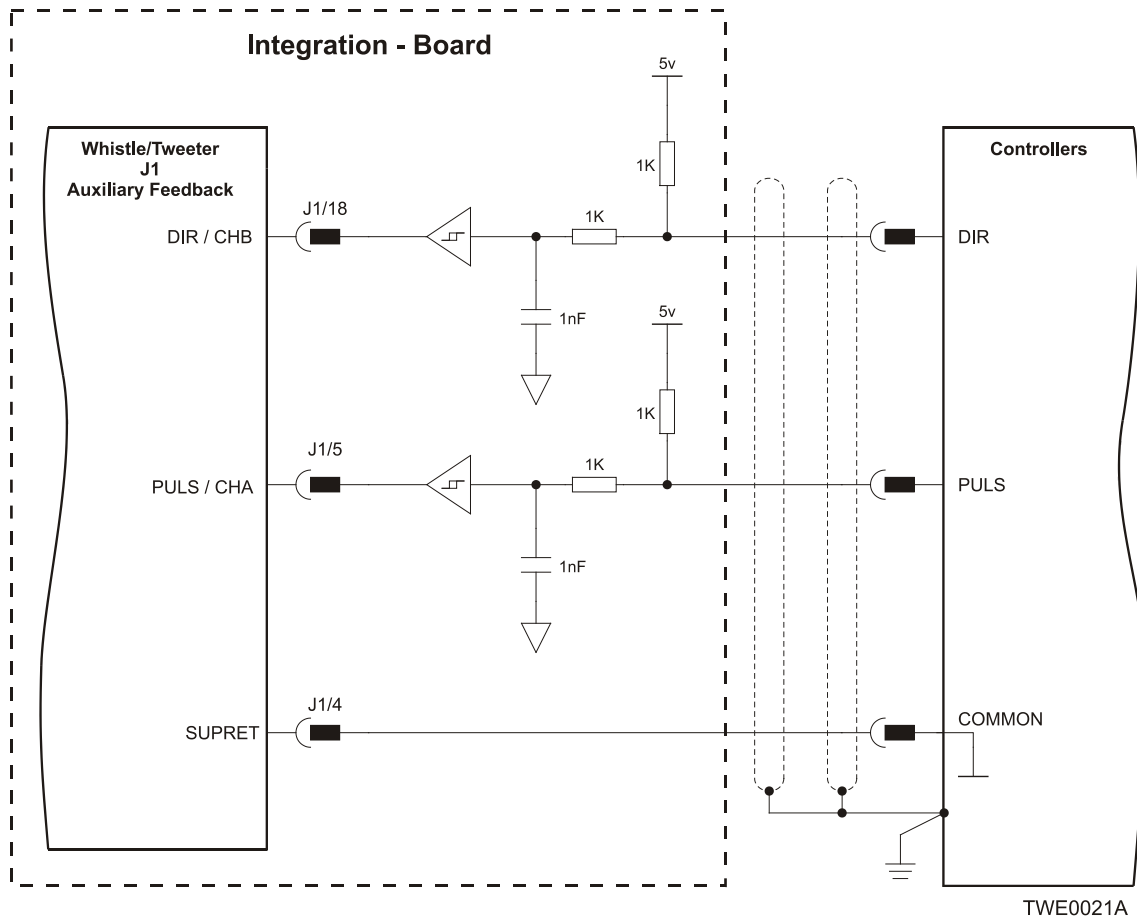 Integration - Board
5v
Whistle/Tweeter
J1
Auxiliary Feedback
Controllers
1K
J1/18
1K
DIR / CHB
DIR
1nF
5v
1K
J1/5
1K
PULS / CHA
PULS
1nF
J1/4
SUPRET
COMMON
TWE0021A